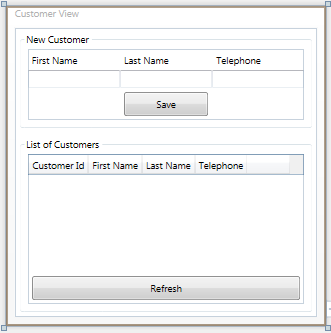 Customer View
New Customer
First Name Last Name Telephone
Save
List of Customers
Customer Id First Name Last Name Telephone
Refresh